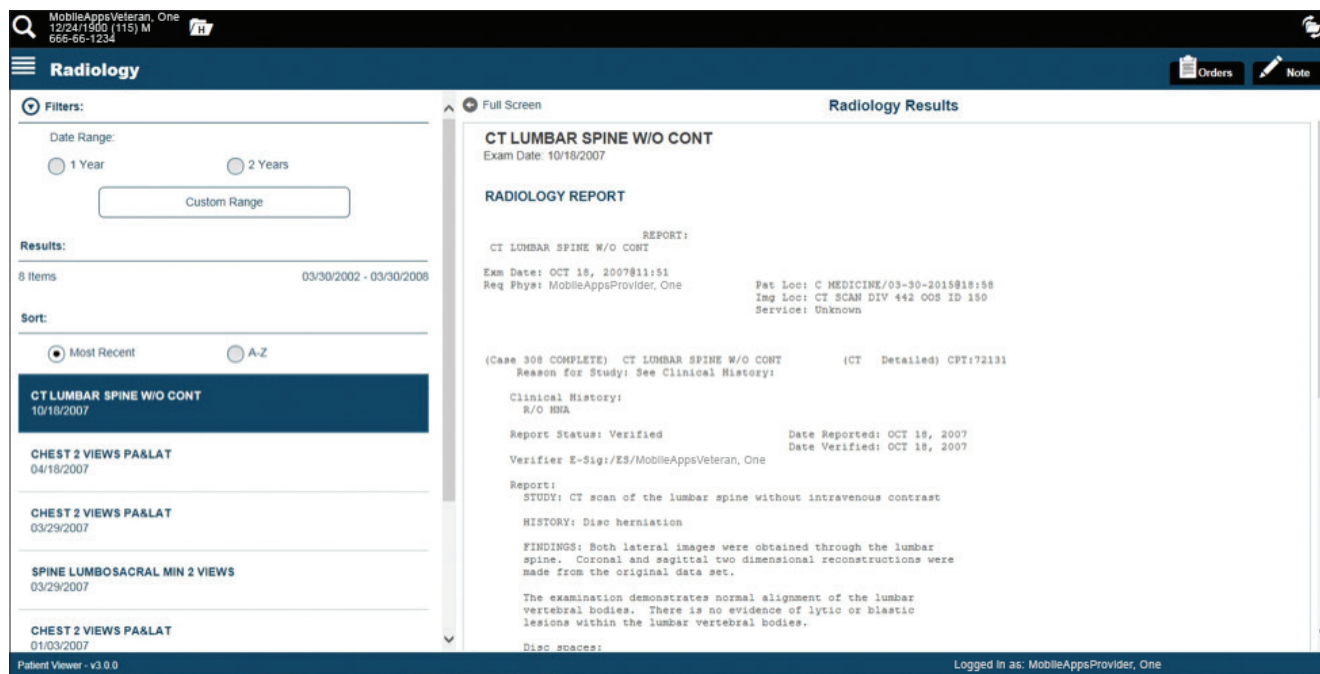 MobileAppsVeteran, One
12/24/1900 (115) M
666-66-1234
H
Radiology
Orders
Note
Filters:
Date Range:
1 Year 2 Years
Custom Range
Results:
8 Items 03/30/2002 - 03/30/2008
Sort:
Most Recent A-Z
CT LUMBAR SPINE W/O CONT
10/18/2007
CHEST 2 VIEWS PA&LAT
04/18/2007
CHEST 2 VIEWS PA&LAT
03/29/2007
SPINE LUMBOSACRAL MIN 2 VIEWS
03/29/2007
CHEST 2 VIEWS PA&LAT
01/03/2007
Full Screen
Radiology Results
CT LUMBAR SPINE W/O CONT
Exam Date: 10/18/2007
RADIOLOGY REPORT
REPORT:
CT LUMBAR SPINE W/O CONT
Exm Date: OCT 18, 2007@11:51
Req Phys: MobileAppsProvider, One Pat Loc: C MEDICINE/03-30-2015@18:58
Img Loc: CT SCAN DIV 442 OOS ID 150
Service: Unknown
(Case 308 COMPLETE) CT LUMBAR SPINE W/O CONT (CT Detailed) CPT:72131
Reason for Study: See Clinical History:
Clinical History:
R/O HNA
Report Status: Verified Date Reported: OCT 18, 2007
Date Verified: OCT 18, 2007
Verifier E-Sig:/ES/MobileAppsVeteran, One
Report:
STUDY: CT scan of the lumbar spine without intravenous contrast
HISTORY: Disc herniation
FINDINGS: Both lateral images were obtained through the lumbar
spine. Coronal and sagittal two dimensional reconstructions were
made from the original data set.
The examination demonstrates normal alignment of the lumbar
vertebral bodies. There is no evidence of lytic or blastic
lesions within the lumbar vertebral bodies.
Disc spaces:
Patient Viewer - v3.0.0
Logged in as: MobileAppsProvider, One